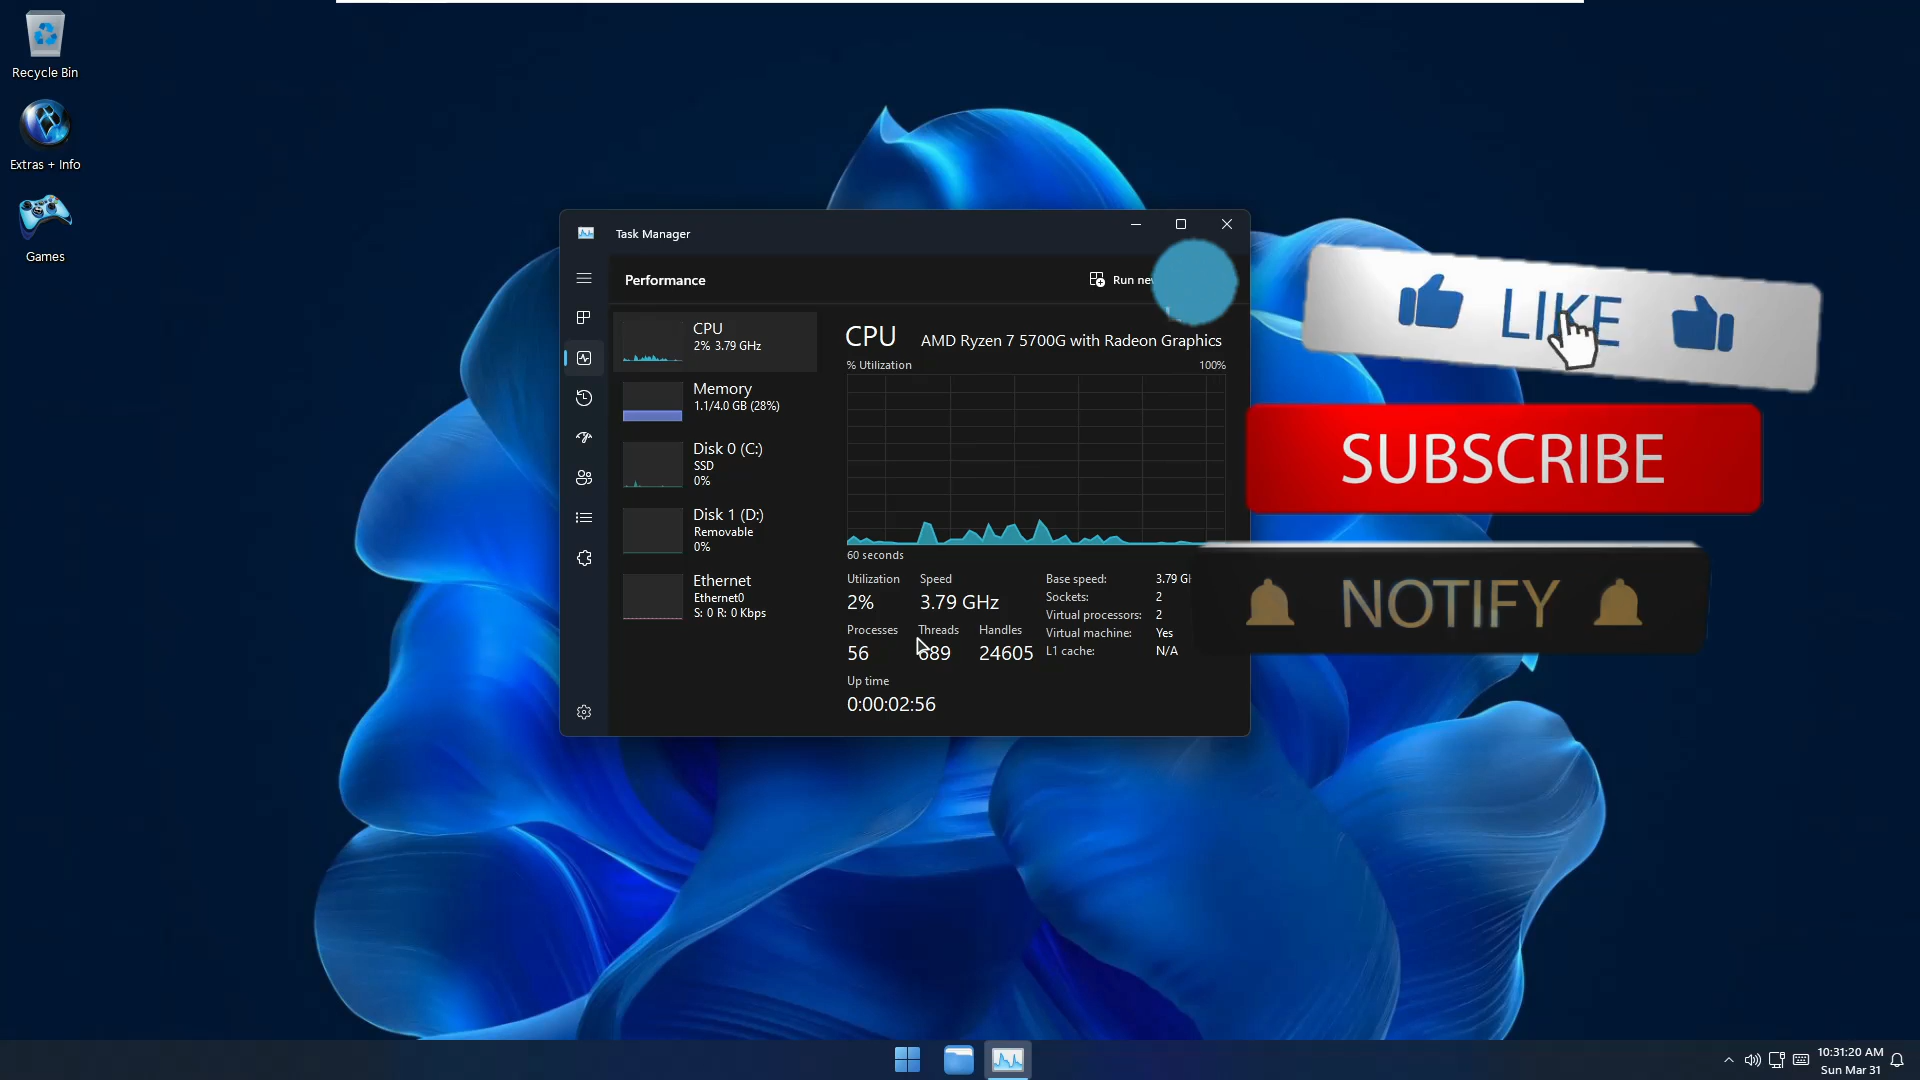 Recycle Bin
Extras + Info
Games
Task Manager
Performance
Run
CPU
2% 3.79 GHz
Memory
1.1/4.0 GB (28%)
Disk 0 (C:)
SSD
0%
Disk 1 (D:)
Removable
0%
Ethernet
Ethernet0
S: 0 R: 0 Kbps
CPU AMD Ryzen 7 5700G with Radeon Graphics
% Utilization 100%
60 seconds
Utilization Speed
2% 3.79 GHz
Processes Threads Handles
56 689 24605
Up time
0:00:02:56
Base speed: 3.79
Sockets: 2
Virtual processors: 2
Virtual machine: Yes
L1 cache: N/A
LIKE
SUBSCRIBE
NOTIFY
10:31:20 AM
Sun Mar 31